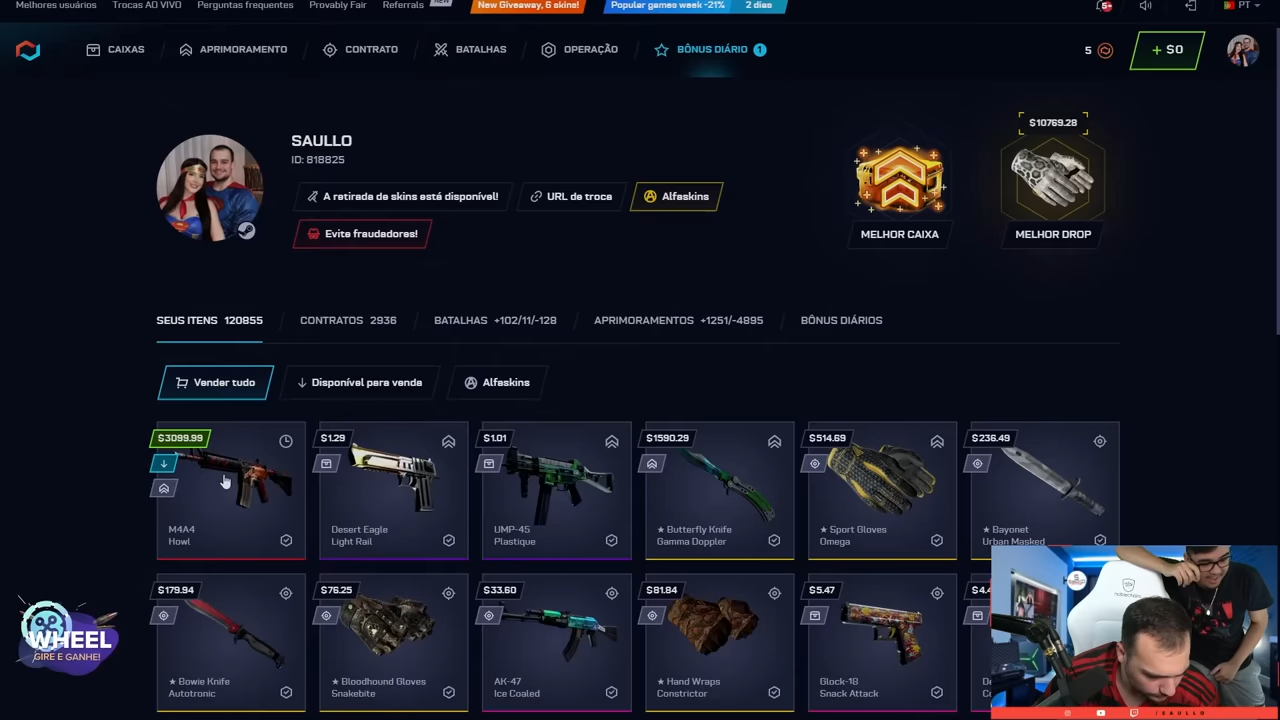 Melhores usuários Trocas AO VIVO Perguntas frequentes Provably Fair Referrals NEW New Giveaway, 6 skins! Popular games week -21% 2 dias 5+ PT
CAIXAS APRIMORAMENTO CONTRATO BATALHAS OPERAÇÃO BÔNUS DIÁRIO 1 5 + $0
$10769.28
SAULLO
ID: 818825
A retirada de skins está disponível! URL de troca Alfaskins
Evite fraudadores!
MELHOR CAIXA MELHOR DROP
SEUS ITENS 120855 CONTRATOS 2936 BATALHAS +102/11/-128 APRIMORAMENTOS +1251/-4895 BÔNUS DIÁRIOS
Vender tudo Disponível para venda Alfaskins
$3099.99 $1.29 $1.01 $1590.29 $514.69 $236.49
M4A4 Desert Eagle UMP-45 ★ Butterfly Knife ★ Sport Gloves ★ Bayonet
Howl Light Rail Plastique Gamma Doppler Omega Urban Masked
$179.94 $76.25 $33.60 $81.84 $5.47
★ Bowie Knife ★ Bloodhound Gloves AK-47 ★ Hand Wraps Glock-18
Autotronic Snakebite Ice Coaled Constrictor Snack Attack
WHEEL
GIRE E GANHE!
/SAULLO